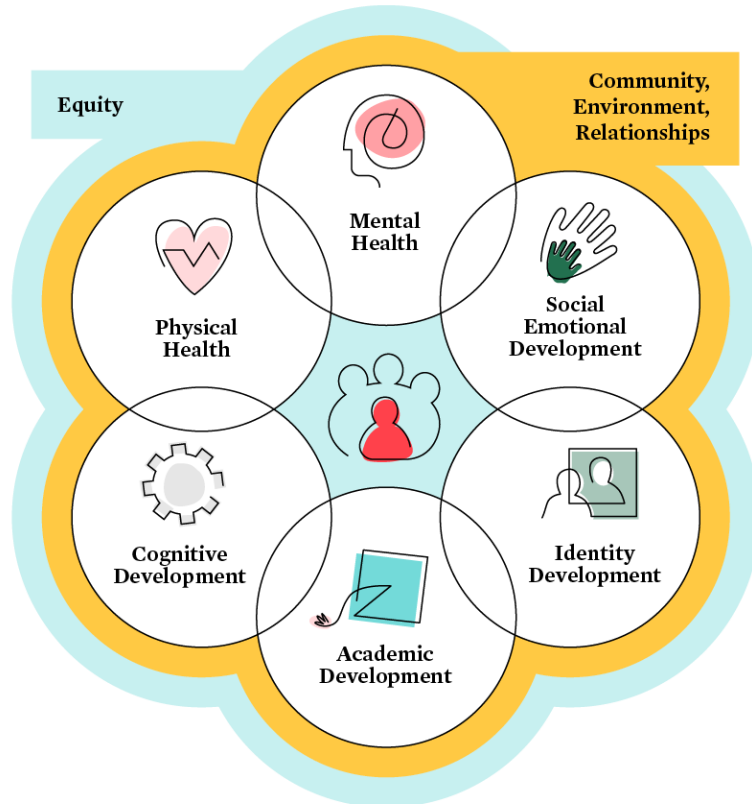 Equity
Community,
Environment,
Relationships
Mental
Health
Physical
Health
Social
Emotional
Development
Cognitive
Development
Identity
Development
Academic
Development